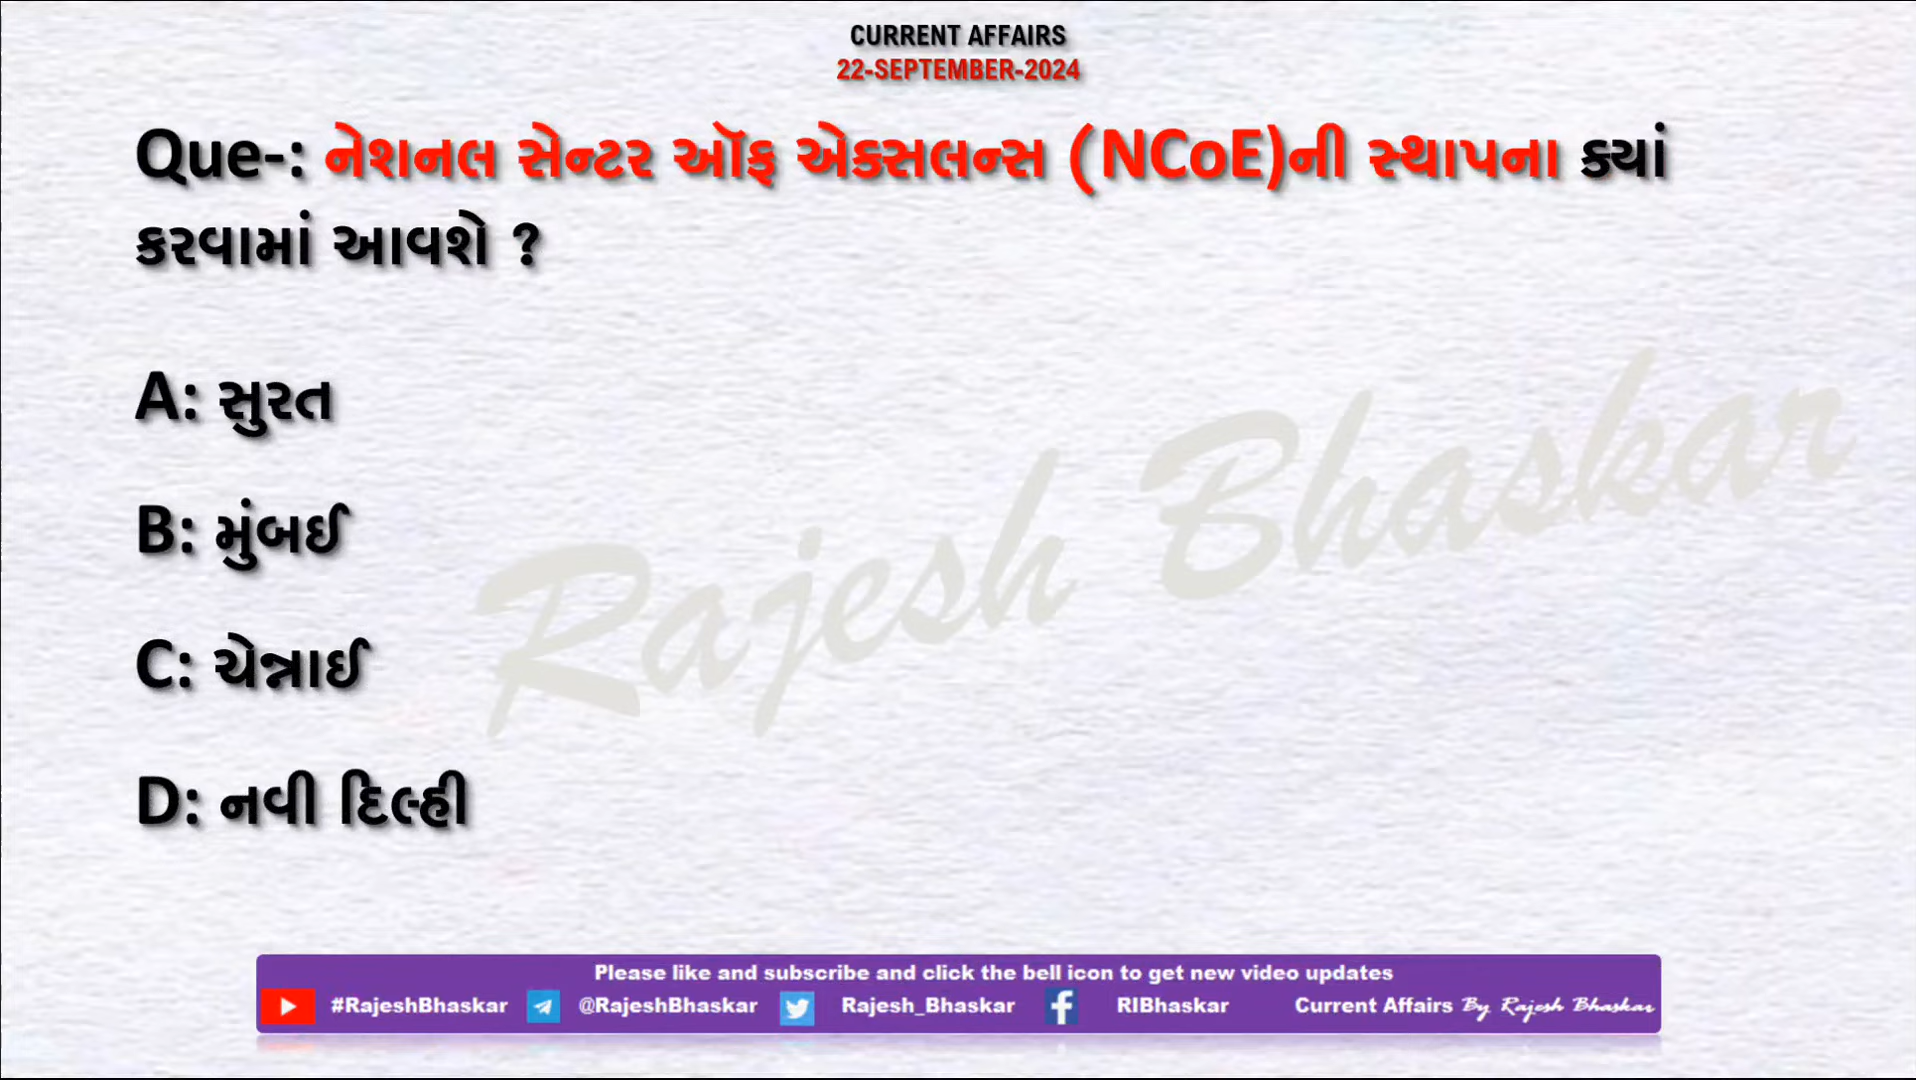 CURRENT AFFAIRS
22-SEPTEMBER-2024
Que-: નેશનલ સેન્ટર ઑફ એક્સલન્સ (NCoE)ની સ્થાપના ક્યાં
કરવામાં આવશે ?
A: સુરત
B: મુંબઈ
C: ચેન્નાઈ
D: નવી દિલ્હી
Rajesh Bhaskar
Please like and subscribe and click the bell icon to get new video updates
#RajeshBhaskar @RajeshBhaskar Rajesh_Bhaskar RIBhaskar Current Affairs By Rajesh Bhaskar